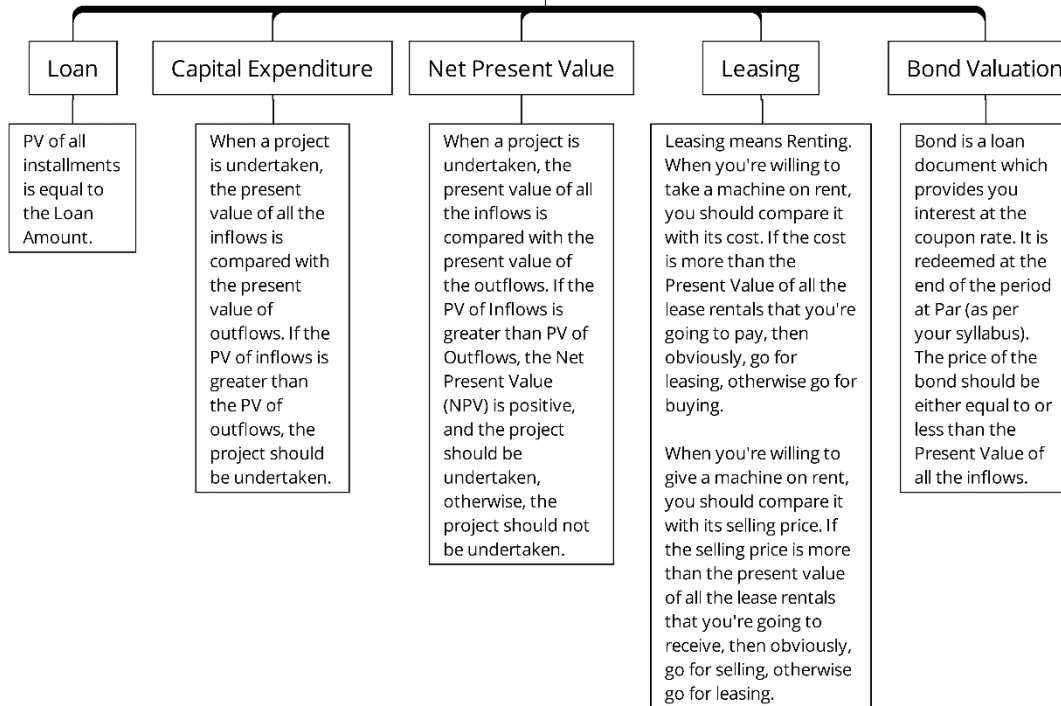 Loan
Capital Expenditure
Net Present Value
Leasing
Bond Valuation
PV of all
installments
is equal to
the Loan
Amount.
When a project
is undertaken,
the present
value of all the
inflows is
compared with
the present
value of
outflows. If the
PV of inflows is
greater than
the PV of
outflows, the
project should
be undertaken.
When a project is
undertaken, the
present value of all
the inflows is
compared with the
present value of
the outflows. If the
PV of Inflows is
greater than PV of
Outflows, the Net
Present Value
(NPV) is positive,
and the project
should be
undertaken,
otherwise, the
project should not
be undertaken.
Leasing means Renting.
When you're willing to
take a machine on rent,
you should compare it
with its cost. If the cost
is more than the
Present Value of all the
lease rentals that you're
going to pay, then
obviously, go for
leasing, otherwise go for
buying.
When you're willing to
give a machine on rent,
you should compare it
with its selling price. If
the selling price is more
than the present value
of all the lease rentals
that you're going to
receive, then obviously,
go for selling, otherwise
go for leasing.
Bond is a loan
document which
provides you
interest at the
coupon rate. It is
redeemed at the
end of the period
at Par (as per
your syllabus).
The price of the
bond should be
either equal to or
less than the
Present Value of
all the inflows.